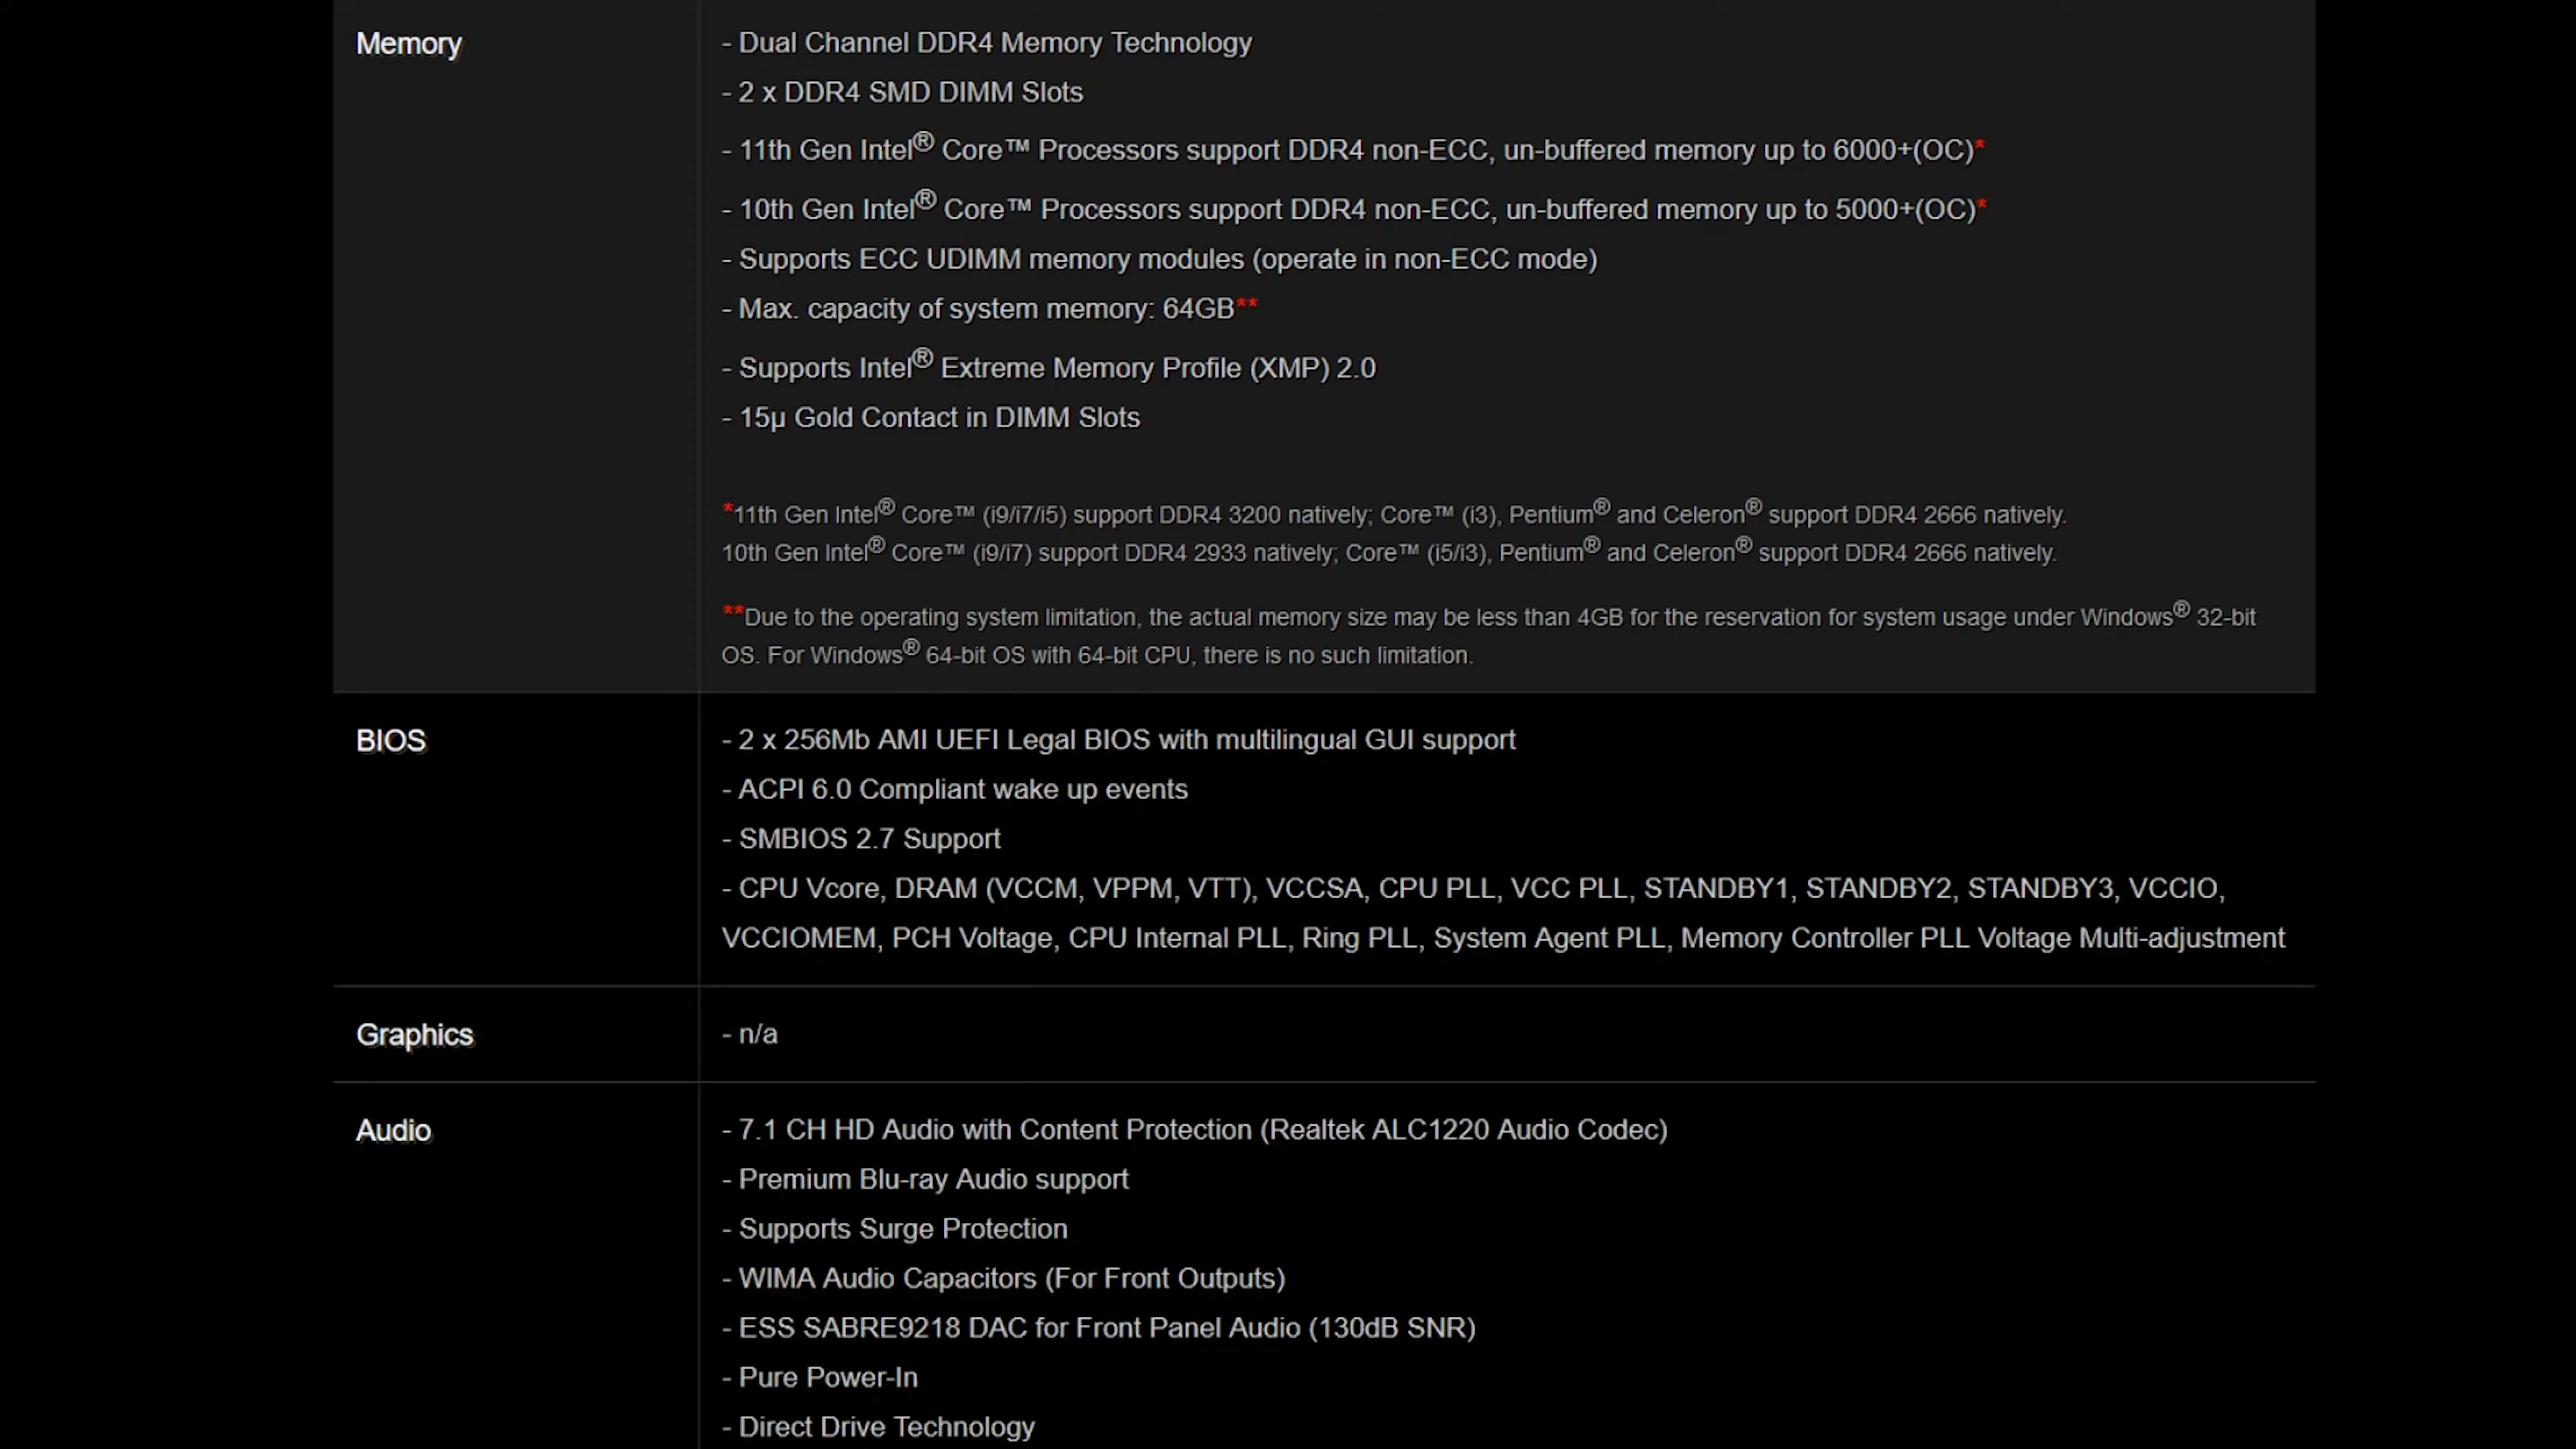 Memory
- Dual Channel DDR4 Memory Technology
- 2 x DDR4 SMD DIMM Slots
- 11th Gen Intel® Core™ Processors support DDR4 non-ECC, un-buffered memory up to 6000+(OC)*
- 10th Gen Intel® Core™ Processors support DDR4 non-ECC, un-buffered memory up to 5000+(OC)*
- Supports ECC UDIMM memory modules (operate in non-ECC mode)
- Max. capacity of system memory: 64GB**
- Supports Intel® Extreme Memory Profile (XMP) 2.0
- 15μ Gold Contact in DIMM Slots
*11th Gen Intel® Core™ (i9/i7/i5) support DDR4 3200 natively; Core™ (i3), Pentium® and Celeron® support DDR4 2666 natively.
10th Gen Intel® Core™ (i9/i7) support DDR4 2933 natively; Core™ (i5/i3), Pentium® and Celeron® support DDR4 2666 natively.
**Due to the operating system limitation, the actual memory size may be less than 4GB for the reservation for system usage under Windows® 32-bit
OS. For Windows® 64-bit OS with 64-bit CPU, there is no such limitation.
BIOS
- 2 x 256Mb AMI UEFI Legal BIOS with multilingual GUI support
- ACPI 6.0 Compliant wake up events
- SMBIOS 2.7 Support
- CPU Vcore, DRAM (VCCM, VPPM, VTT), VCCSA, CPU PLL, VCC PLL, STANDBY1, STANDBY2, STANDBY3, VCCIO,
VCCIOMEM, PCH Voltage, CPU Internal PLL, Ring PLL, System Agent PLL, Memory Controller PLL Voltage Multi-adjustment
Graphics
- n/a
Audio
- 7.1 CH HD Audio with Content Protection (Realtek ALC1220 Audio Codec)
- Premium Blu-ray Audio support
- Supports Surge Protection
- WIMA Audio Capacitors (For Front Outputs)
- ESS SABRE9218 DAC for Front Panel Audio (130dB SNR)
- Pure Power-In
- Direct Drive Technology